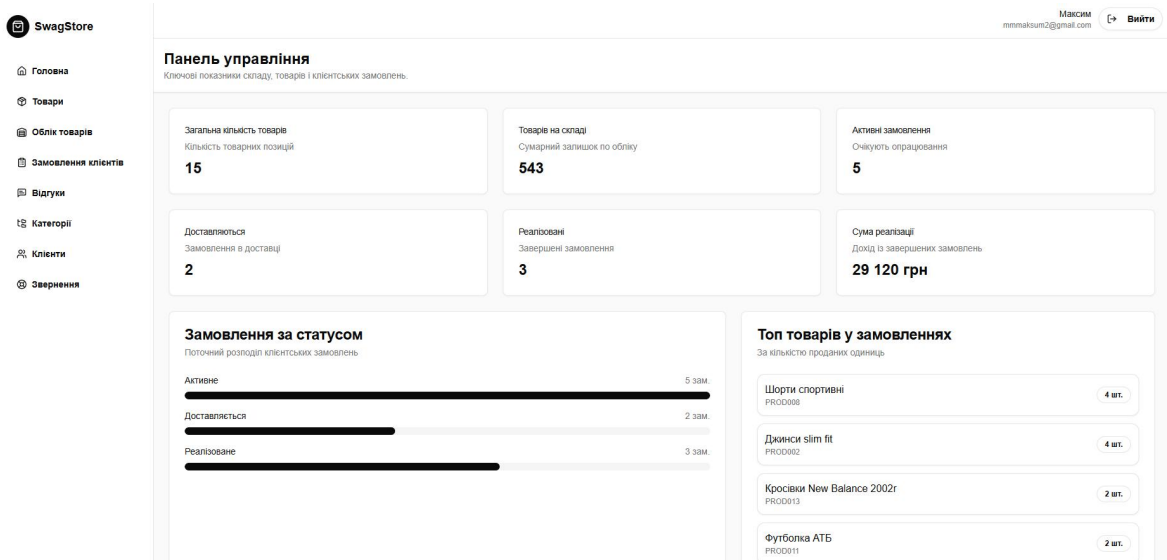 SwagStore
Максим
mmmaksum2@gmail.com
Вийти
Головна
Товари
Облік товарів
Замовлення клієнтів
Відгуки
Категорії
Клієнти
Звернення
Панель управління
Ключові показники складу, товарів і клієнтських замовлень.
Загальна кількість товарів
Кількість товарних позицій
15
Товарів на складі
Сумарний залишок по обліку
543
Активні замовлення
Очікують опрацювання
5
Доставляються
Замовлення в доставці
2
Реалізовані
Завершені замовлення
3
Сума реалізації
Дохід із завершених замовлень
29 120 грн
Замовлення за статусом
Поточний розподіл клієнтських замовлень
Активне 5 зам.
Доставляється 2 зам.
Реалізоване 3 зам.
Топ товарів у замовленнях
За кількістю проданих одиниць
Шорти спортивні
PROD008
4 шт.
Джинси slim fit
PROD002
4 шт.
Кросівки New Balance 2002r
PROD013
2 шт.
Футболка АТБ
PROD011
2 шт.